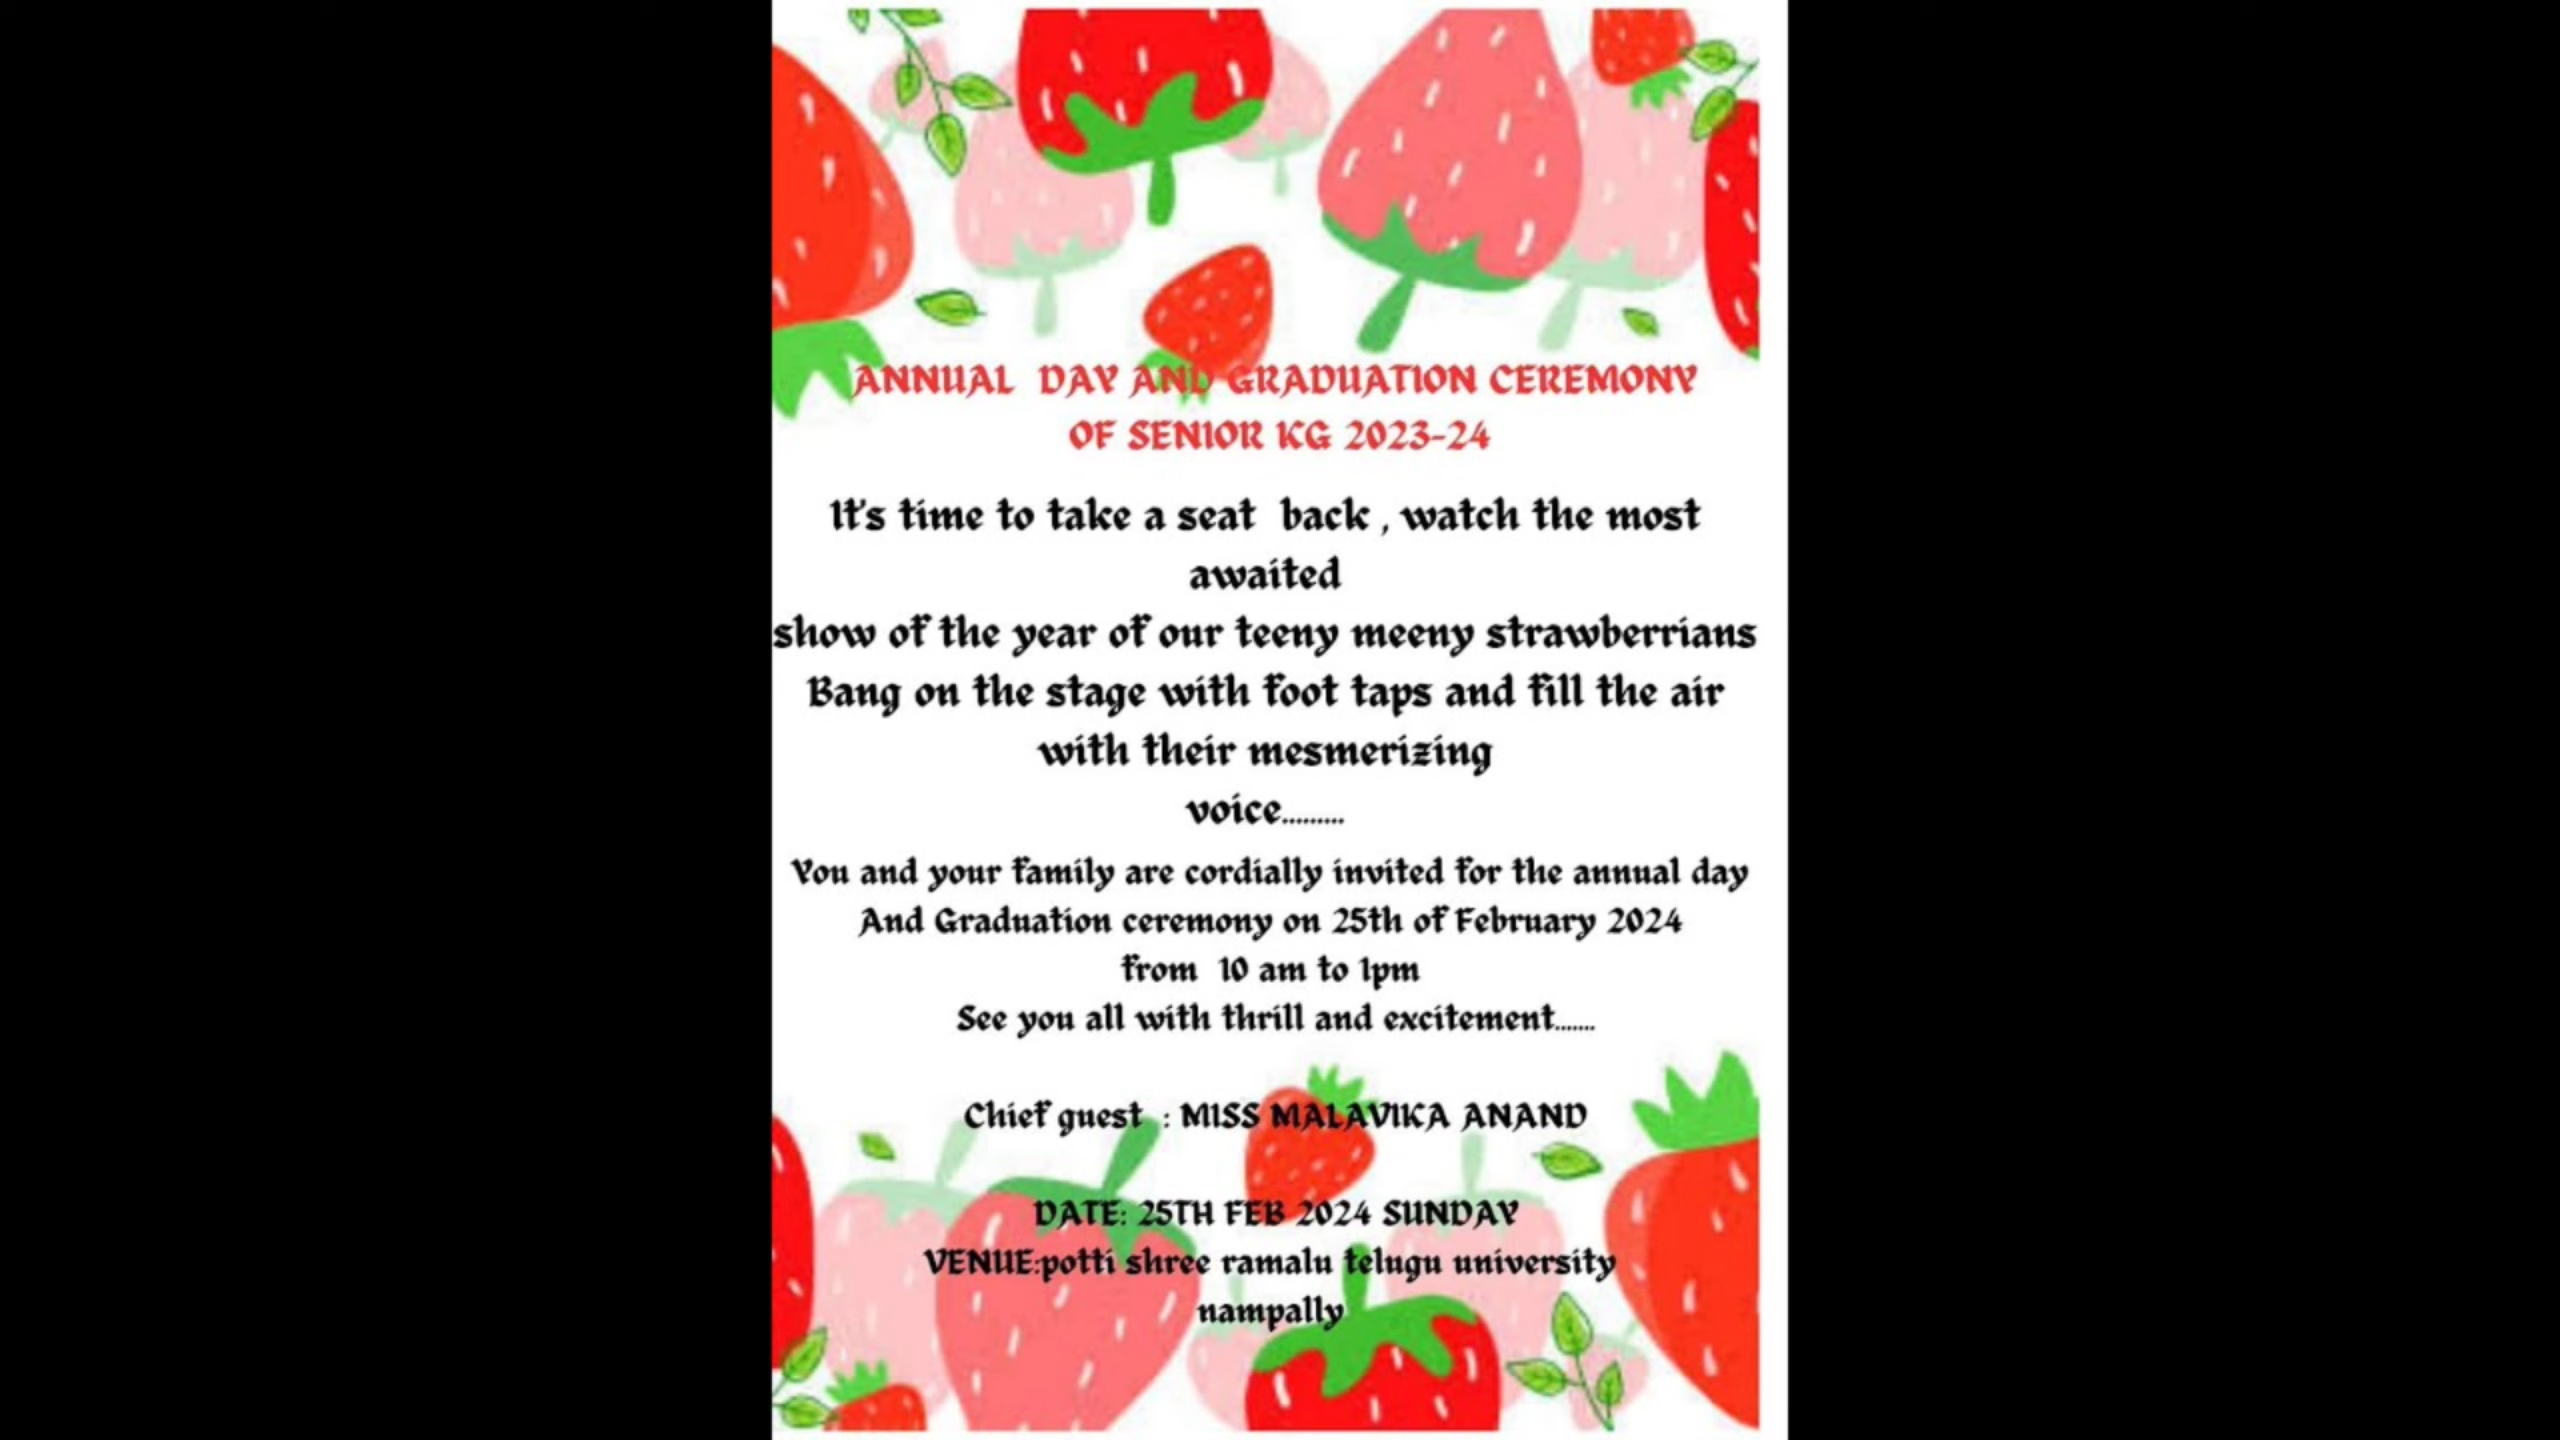 ANNUAL DAY AND GRADUATION CEREMONY
OF SENIOR KG 2023-24
It's time to take a seat back , watch the most
awaited
show of the year of our teeny meeny strawberrians
Bang on the stage with foot taps and fill the air
with their mesmerizing
voice.........
You and your family are cordially invited for the annual day
And Graduation ceremony on 25th of February 2024
from 10 am to 1pm
See you all with thrill and excitement.......
Chief guest : MISS MALAVIKA ANAND
DATE: 25TH FEB 2024 SUNDAY
VENUE:potti shree ramalu telugu university
nampally